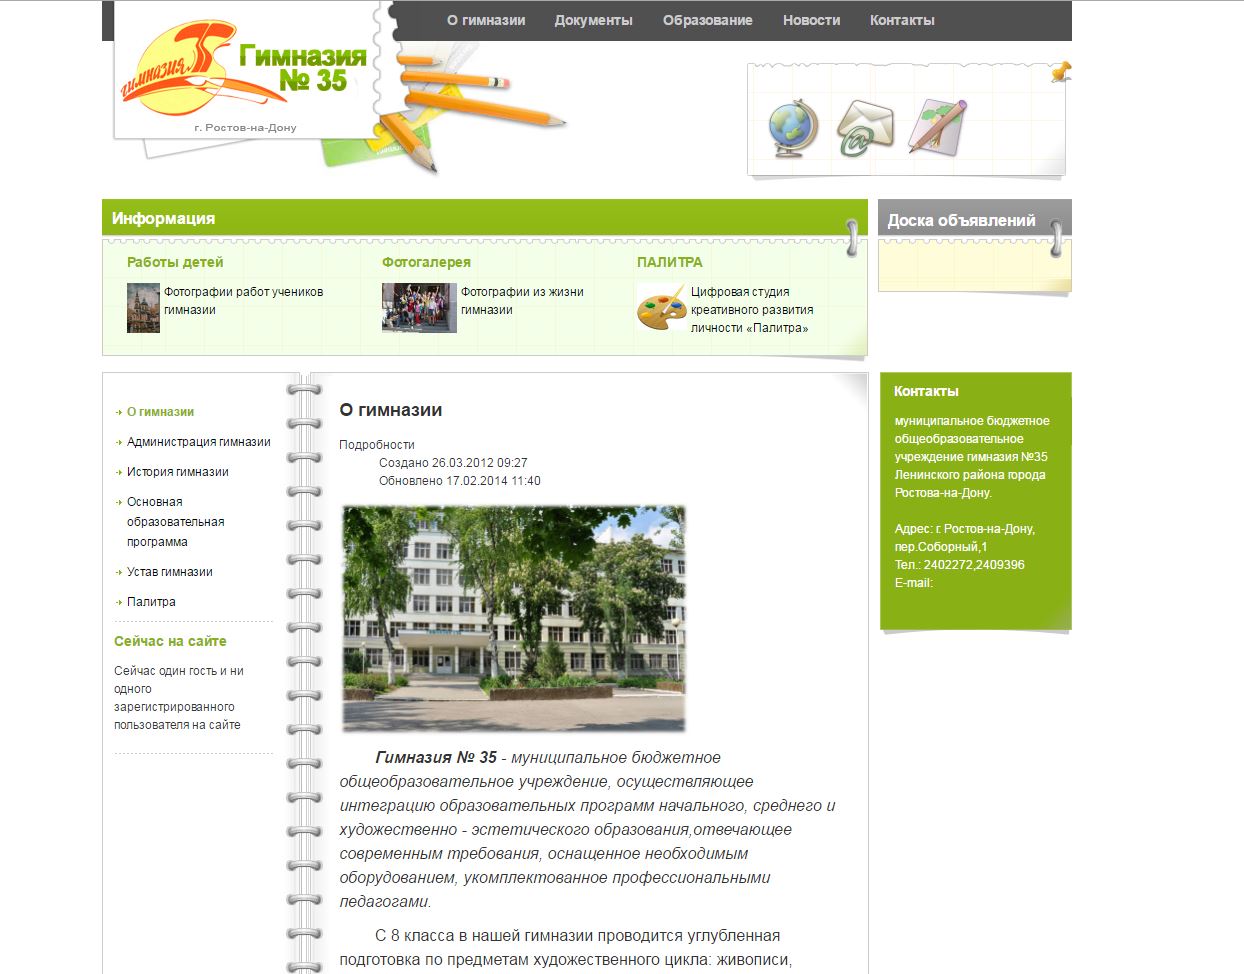 О гимназии Документы Образование Новости Контакты
гимназия
Гимназия
№ 35
г. Ростов-на-Дону
Информация
Доска объявлений
Работы детей
Фотографии работ учеников
гимназии
Фотогалерея
Фотографии из жизни
гимназии
ПАЛИТРА
Цифровая студия
креативного развития
личности «Палитра»
О гимназии
Администрация гимназии
История гимназии
Основная
образовательная
программа
Устав гимназии
Палитра
Сейчас на сайте
Сейчас один гость и ни
одного
зарегистрированного
пользователя на сайте
О гимназии
Подробности
Создано 26.03.2012 09:27
Обновлено 17.02.2014 11:40
Гимназия № 35 - муниципальное бюджетное
общеобразовательное учреждение, осуществляющее
интеграцию образовательных программ начального, среднего и
художественно - эстетического образования,отвечающее
современным требования, оснащенное необходимым
оборудованием, укомплектованное профессиональными
педагогами.
С 8 класса в нашей гимназии проводится углубленная
подготовка по предметам художественного цикла: живописи,
Контакты
муниципальное бюджетное
общеобразовательное
учреждение гимназия №35
Ленинского района города
Ростова-на-Дону.
Адрес: г. Ростов-на-Дону,
пер.Соборный,1
Тел.: 2402272,2409396
E-mail: